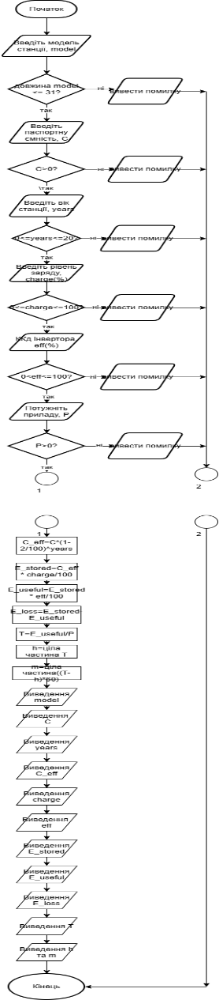 Початок
Введіть модель
станції, model
довжина model
<= 31?
ні
вивести помилку
так
Введіть
паспортну
ємність, C
C>0?
ні
вивести помилку
\так
Введіть вік
станції, years
0<=years<=20?
ні
вивести помилку
так
Введіть рівень
заряду,
charge(%)
0<=charge<=100?
ні
вивести помилку
так
ККд інвертора
eff(%)
0<eff<=100?
ні
вивести помилку
так
Потужніть
приладу, P
P>0?
ні
вивести помилку
так
1
2
1
2
C_eff=C*(1-
2/100)^years
E_stored=C_eff
* charge/100
E_useful=E_stored
* eff/100
E_loss=E_stored-
E_useful
T=E_useful/P
h=ціла
частина T
m=ціла
частина((T-
h)*60)
Виведення
model
Виведення
C
Виведення
years
Виведення
C_eff
Виведення
charge
Виведення
eff
Виведення
E_stored
Виведення
E_useful
Виведення
E_loss
Виведення T
Виведення h
та m
Кінець